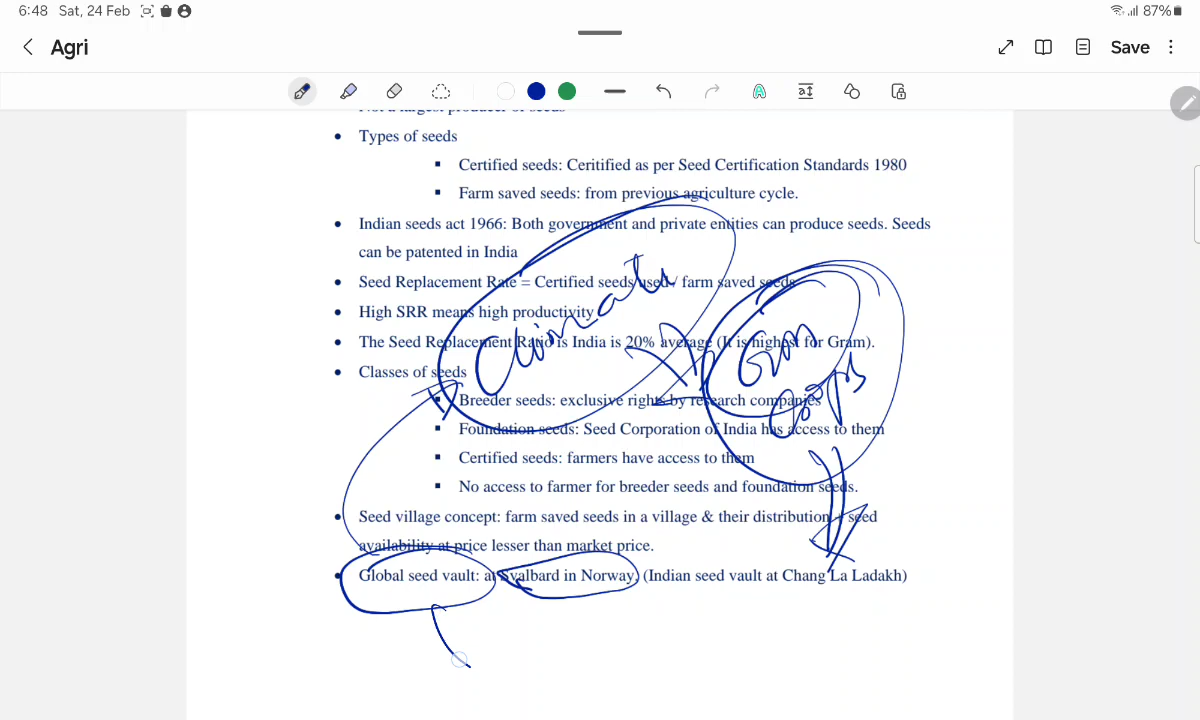 6:48 Sat, 24 Feb
87%
Agri
Save
Not a largest producer of seeds
• Types of seeds
▪ Certified seeds: Ceritified as per Seed Certification Standards 1980
▪ Farm saved seeds: from previous agriculture cycle.
• Indian seeds act 1966: Both government and private entities can produce seeds. Seeds
can be patented in India
• Seed Replacement Rate = Certified seeds used/ farm saved seeds
• High SRR means high productivity
• The Seed Replacement Ratio is India is 20% average (It is highest for Gram).
• Classes of seeds
▪ Breeder seeds: exclusive rights by research companies
▪ Foundation seeds: Seed Corporation of India has access to them
▪ Certified seeds: farmers have access to them
▪ No access to farmer for breeder seeds and foundation seeds.
• Seed village concept: farm saved seeds in a village & their distribution + seed
availability at price lesser than market price.
• Global seed vault: at Svalbard in Norway. (Indian seed vault at Chang La Ladakh)
Climate